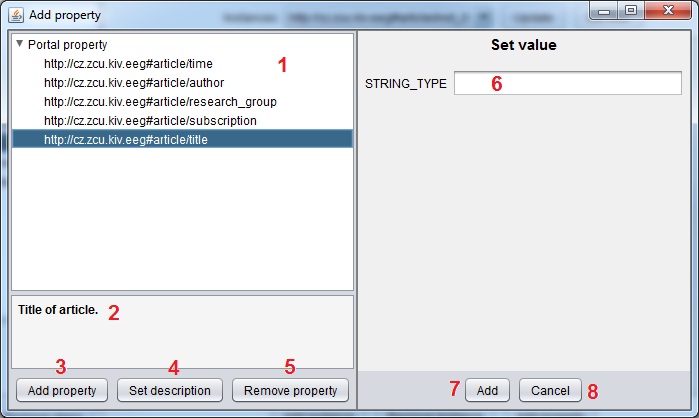 Add property
Portal property
http://cz.zcu.kiv.eeg#article/time
1
http://cz.zcu.kiv.eeg#article/author
http://cz.zcu.kiv.eeg#article/research_group
http://cz.zcu.kiv.eeg#article/subscription
http://cz.zcu.kiv.eeg#article/title
Title of article. 2
3 4 5
Add property Set description Remove property
Set value
STRING_TYPE 6
7 Add Cancel 8